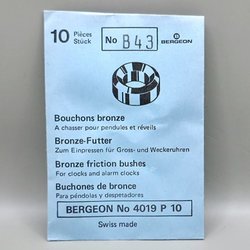 10 Pièces
Stück
No B43
BERGEON
Bouchons bronze
A chasser pour pendules et réveils
Bronze-Futter
Zum Einpressen für Gross- und Weckeruhren
Bronze friction bushes
For clocks and alarm clocks
Buchones de bronce
Para péndolas y despetadores
BERGEON No 4019 P 10
Swiss made